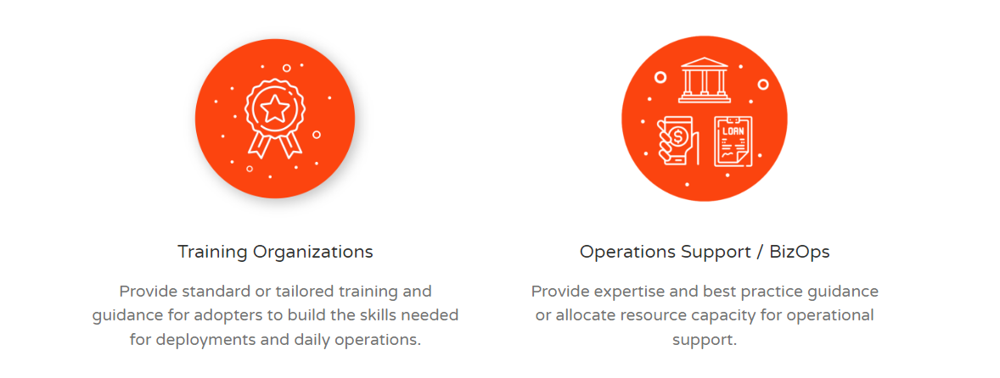 LOAN
Training Organizations
Provide standard or tailored training and
guidance for adopters to build the skills needed
for deployments and daily operations.
Operations Support / BizOps
Provide expertise and best practice guidance
or allocate resource capacity for operational
support.